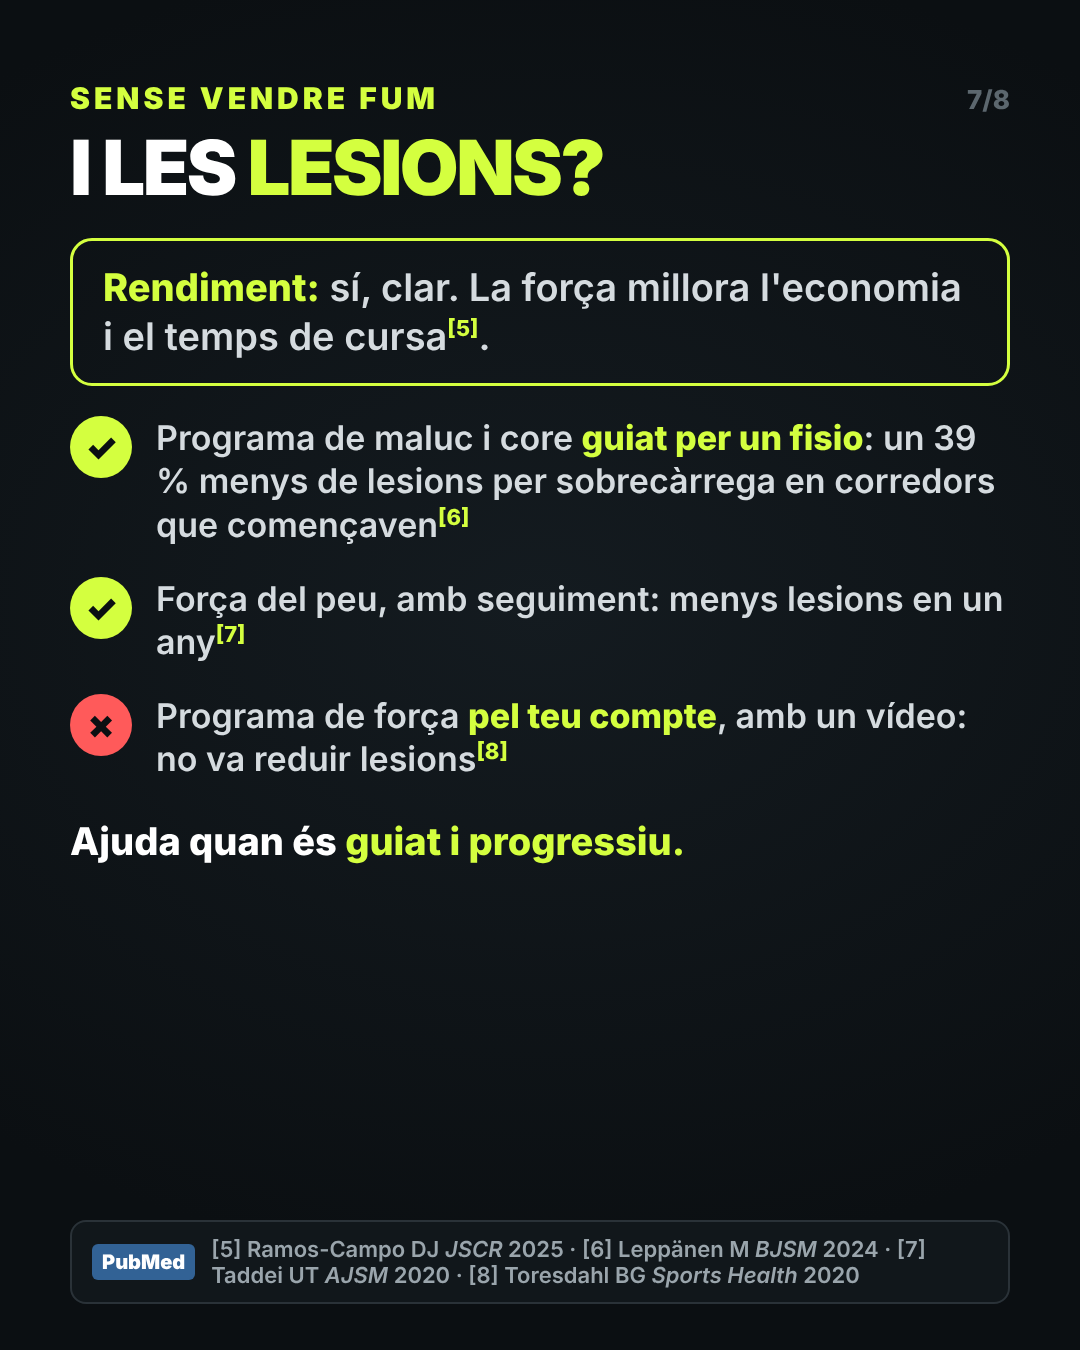 SENSE VENDRE FUM
7/8
I LES LESIONS?
Rendiment: sí, clar. La força millora l'economia
i el temps de cursa[5].
Programa de maluc i core guiat per un fisio: un 39
% menys de lesions per sobrecàrrega en corredors
que començaven[6]
Força del peu, amb seguiment: menys lesions en un
any[7]
Programa de força pel teu compte, amb un vídeo:
no va reduir lesions[8]
Ajuda quan és guiat i progressiu.
PubMed
[5] Ramos-Campo DJ JSCR 2025 · [6] Leppänen M BJSM 2024 · [7]
Taddei UT AJSM 2020 · [8] Toresdahl BG Sports Health 2020